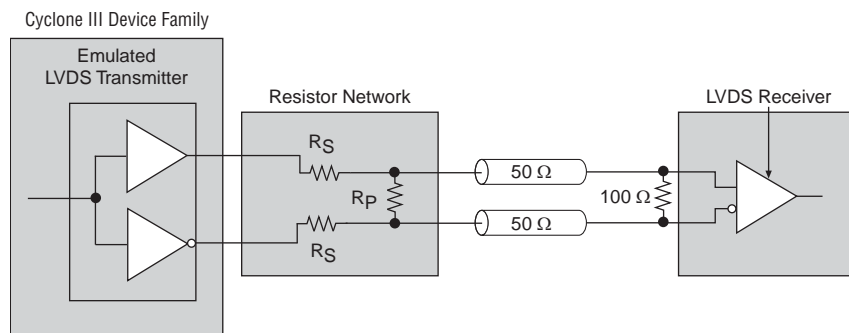 Cyclone III Device Family
Emulated
LVDS Transmitter
Resistor Network
LVDS Receiver
RS
50 Ω
RP
100 Ω
50 Ω
RS